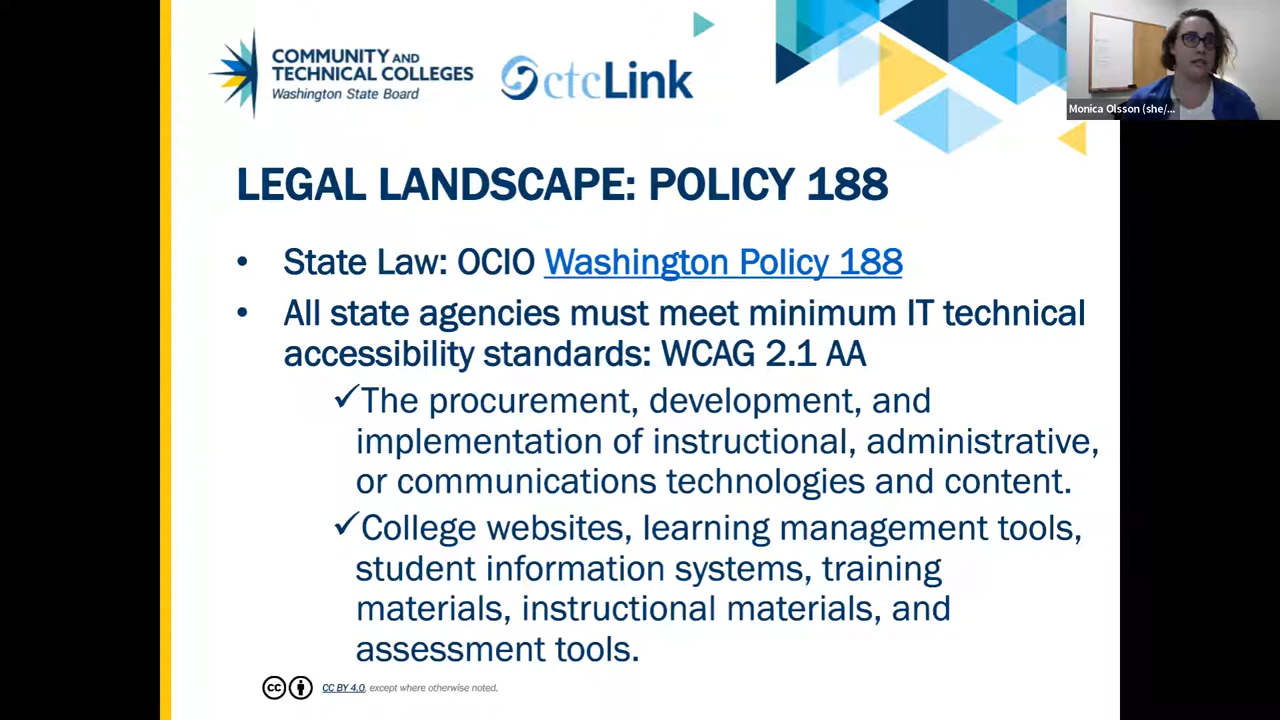 COMMUNITY AND
TECHNICAL COLLEGES
Washington State Board
ctcLink
Monica Olsson (she/...
LEGAL LANDSCAPE: POLICY 188
• State Law: OCIO Washington Policy 188
• All state agencies must meet minimum IT technical
accessibility standards: WCAG 2.1 AA
✓The procurement, development, and
implementation of instructional, administrative,
or communications technologies and content.
✓College websites, learning management tools,
student information systems, training
materials, instructional materials, and
assessment tools.
cc CC BY 4.0, except where otherwise noted.